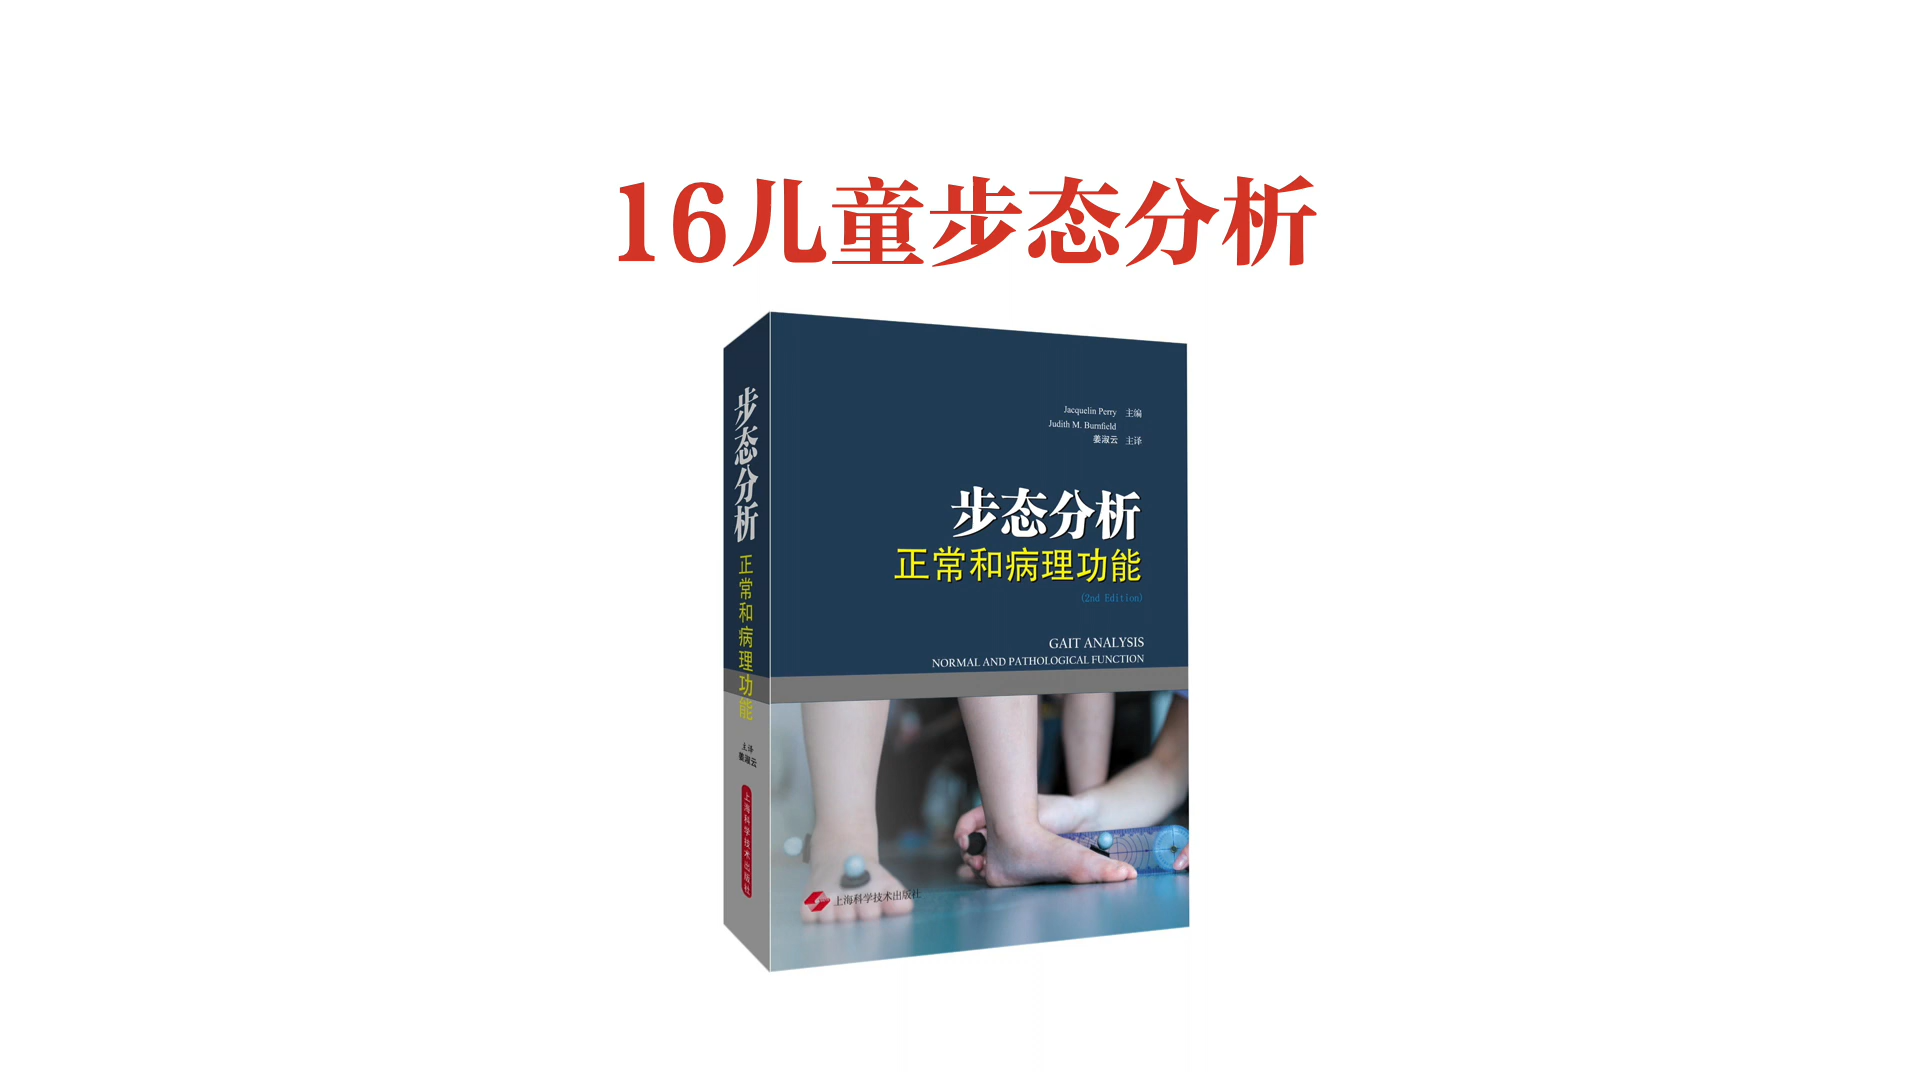 16儿童步态分析
步态分析
正常和病理功能
主译
姜淑云
上海科学技术出版社
Jacquelin Perry 主编
Judith M. Burnfield
姜淑云 主译
步态分析
正常和病理功能
(2nd Edition)
GAIT ANALYSIS
NORMAL AND PATHOLOGICAL FUNCTION
上海科学技术出版社